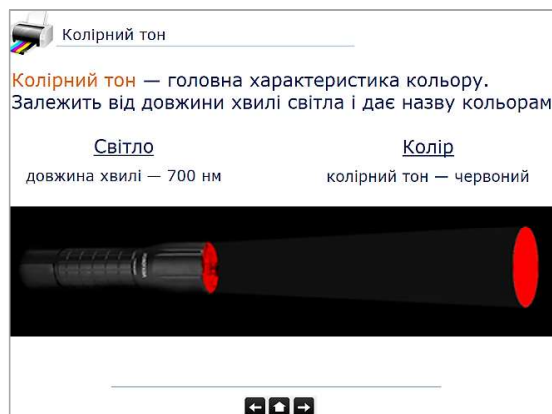 Колірний тон
Колірний тон — головна характеристика кольору.
Залежить від довжини хвилі світла і дає назву кольорам
Світло
Колір
довжина хвилі — 700 нм
колірний тон — червоний